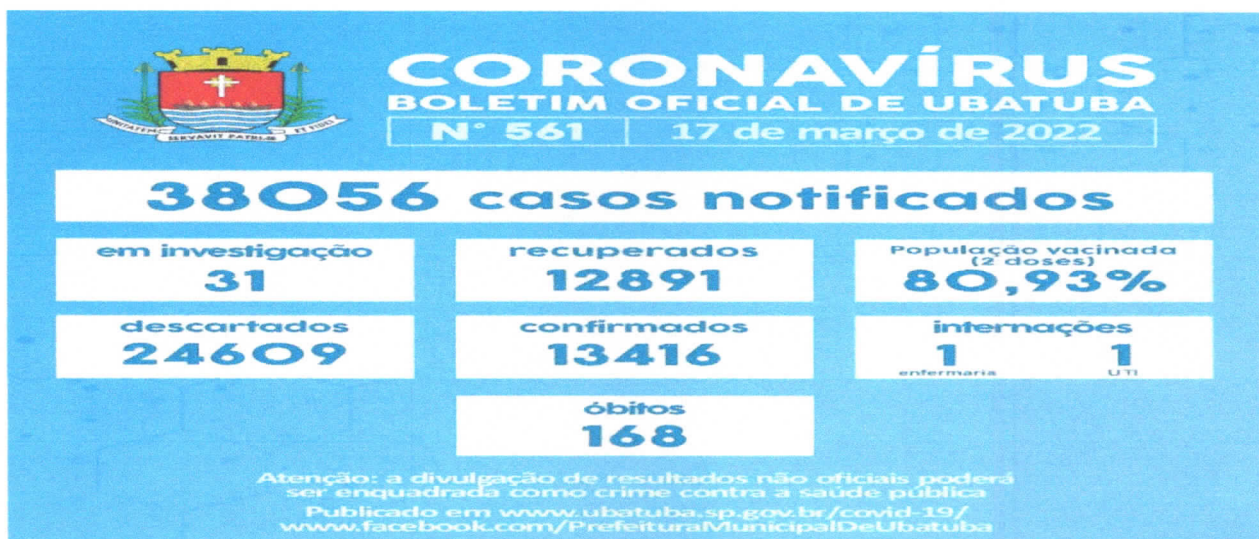 CORONAVÍRUS
BOLETIM OFICIAL DE UBATUBA
N° 561 17 de março de 2022
38056 casos notificados
em investigação
31
recuperados
12891
População vacinada
(2 doses)
80,93%
descartados
24609
confirmados
13416
internações
1 1
enfermaria UTI
óbitos
168
Atenção: a divulgação de resultados não oficiais poderá
ser enquadrada como crime contra a saúde pública
Publicado em www.ubatuba.sp.gov.br/covid-19/
www.facebook.com/PrefeituraMunicipalDeUbatuba